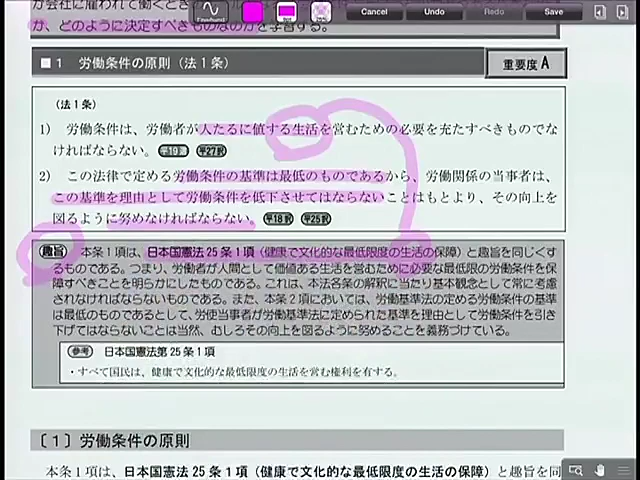 が会社に雇われて働くとき
Cancel
Undo
Redo
Save
か、どのように決定すべきものなのかを学習する。
■1 労働条件の原則（法1条）
重要度A
（法1条）
1） 労働条件は、労働者が人たるに値する生活を営むための必要を充たすべきものでな
ければならない。 平27択
2） この法律で定める労働条件の基準は最低のものであるから、労働関係の当事者は、
この基準を理由として労働条件を低下させてはならないことはもとより、その向上を
図るように努めなければならない。 平18択 平25択
趣旨 本条1項は、日本国憲法25条1項（健康で文化的な最低限度の生活の保障）と趣旨を同じくす
るものである。つまり、労働者が人間として価値ある生活を営むために必要な最低限の労働条件を保
障すべきことを明らかにしたものである。これは、本法各条の解釈に当たり基本観念として常に考
慮されなければならないものである。また、本条2項においては、労働基準法の定める労働条件の基準
は最低のものであるとして、労使当事者が労働基準法に定められた基準を理由として労働条件を引き
下げてはならないことは当然、むしろその向上を図るように努めることを義務づけている。
参考 日本国憲法第25条1項
・すべて国民は、健康で文化的な最低限度の生活を営む権利を有する。
〔1〕労働条件の原則
本条1項は、日本国憲法25条1項（健康で文化的な最低限度の生活の保障）と趣旨を同